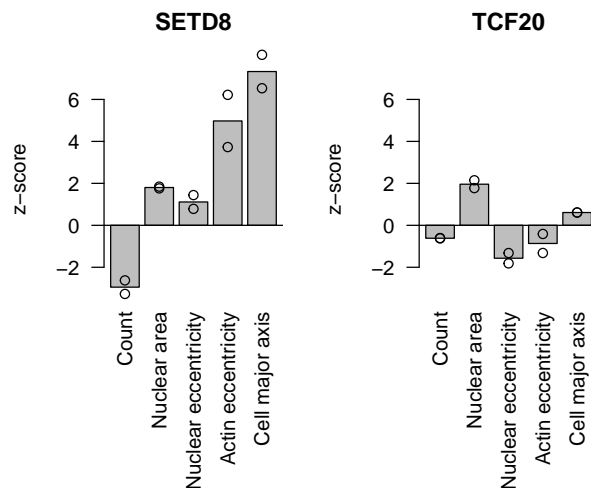 SETD8
z−score
6
4
2
0
−2
Count
Nuclear area
Nuclear eccentricity
Actin eccentricity
Cell major axis
TCF20
z−score
6
4
2
0
−2
Count
Nuclear area
Nuclear eccentricity
Actin eccentricity
Cell major axis